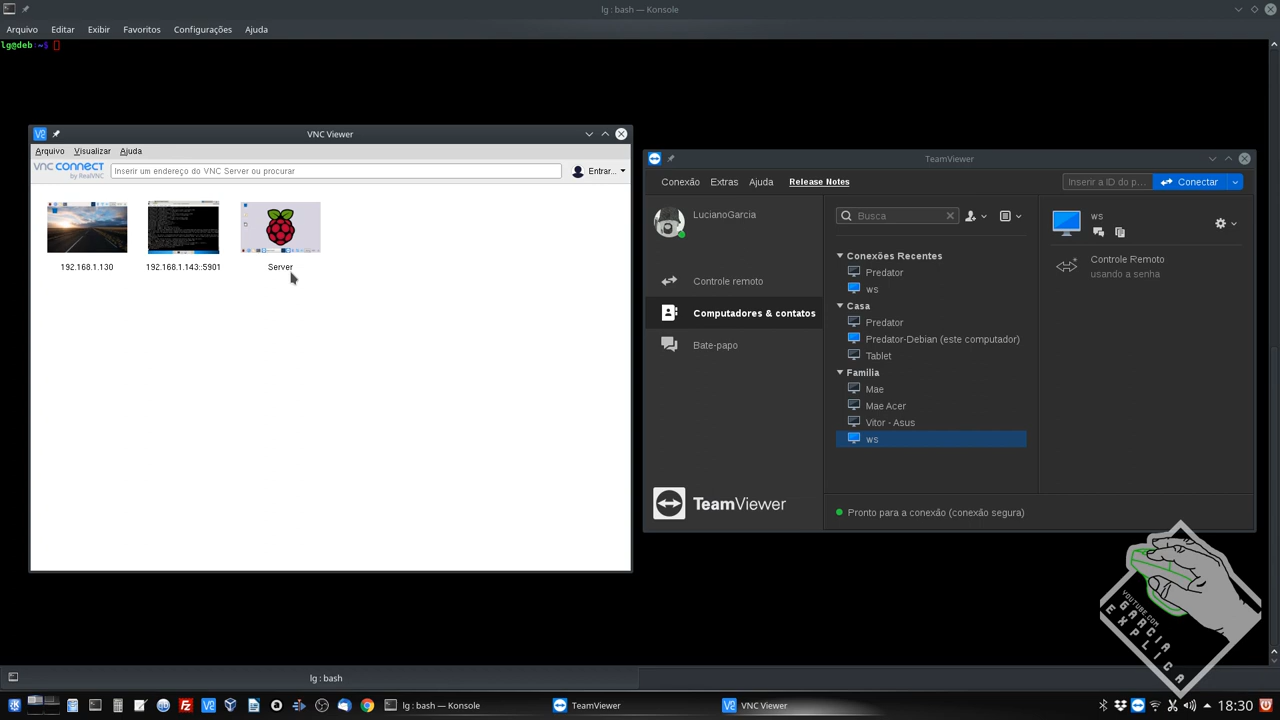 lg : bash — Konsole
Arquivo Editar Exibir Favoritos Configurações Ajuda
lg@deb:~$
VNC Viewer
Arquivo Visualizar Ajuda
vnc connect
by RealVNC
Inserir um endereço do VNC Server ou procurar
Entrar...
192.168.1.130
192.168.1.143::5901
Server
TeamViewer
Conexão Extras Ajuda Release Notes
Inserir a ID do p...
Conectar
LucianoGarcia
Controle remoto
Computadores & contatos
Bate-papo
TeamViewer
Busca
Conexões Recentes
Predator
ws
Casa
Predator
Predator-Debian (este computador)
Tablet
Familia
Mae
Mae Acer
Vitor - Asus
ws
ws
Controle Remoto
usando a senha
Pronto para a conexão (conexão segura)
YOUTUBE.COM
GARCIA
EXPLICA
lg : bash
lg : bash — Konsole
TeamViewer
VNC Viewer
18:30